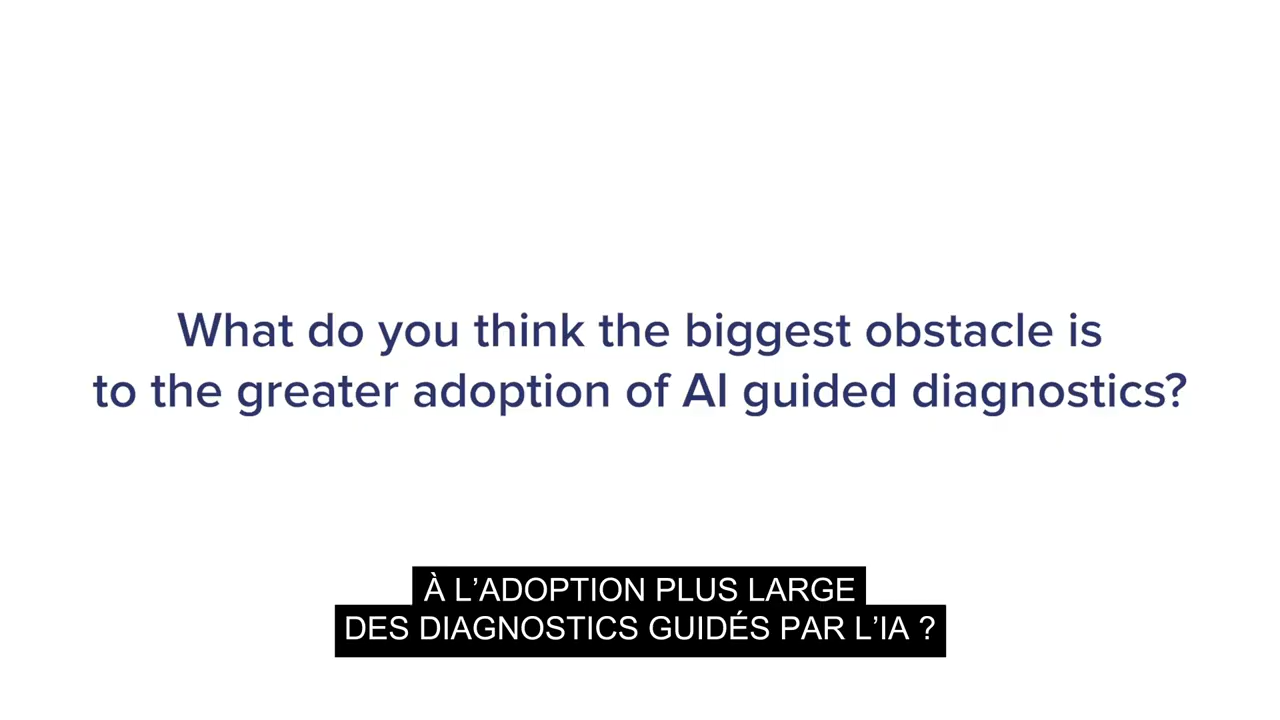 What do you think the biggest obstacle is
to the greater adoption of AI guided diagnostics?
À L’ADOPTION PLUS LARGE
DES DIAGNOSTICS GUIDÉS PAR L’IA ?